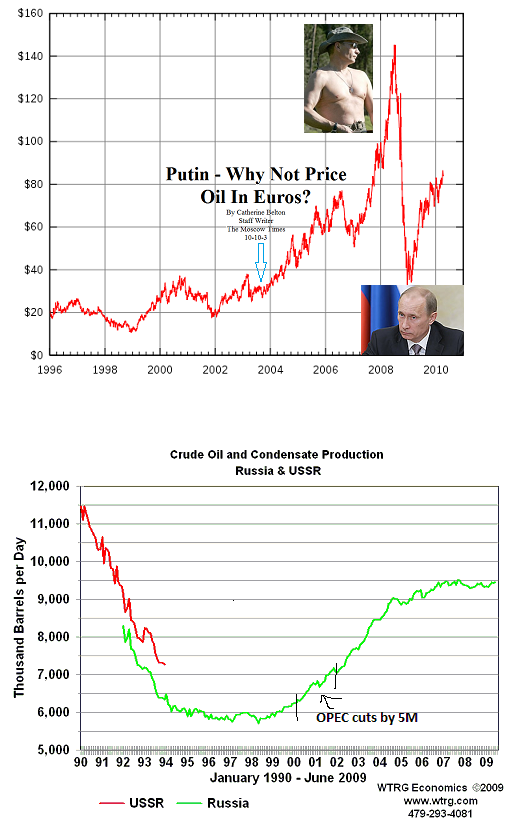 $160
$140
$120
$100
$80
$60
$40
$20
$0
Putin - Why Not Price
Oil In Euros?
By Catherine Belton
Staff Writer
The Moscow Times
10-10-3
1996 1998 2000 2002 2004 2006 2008 2010
Crude Oil and Condensate Production
Russia & USSR
Thousand Barrels per Day
12,000
11,000
10,000
9,000
8,000
7,000
6,000
5,000
OPEC cuts by 5M
90 91 92 93 94 95 96 97 98 99 00 01 02 03 04 05 06 07 08 09
January 1990 - June 2009
USSR Russia
WTRG Economics ©2009
www.wtrg.com
479-293-4081